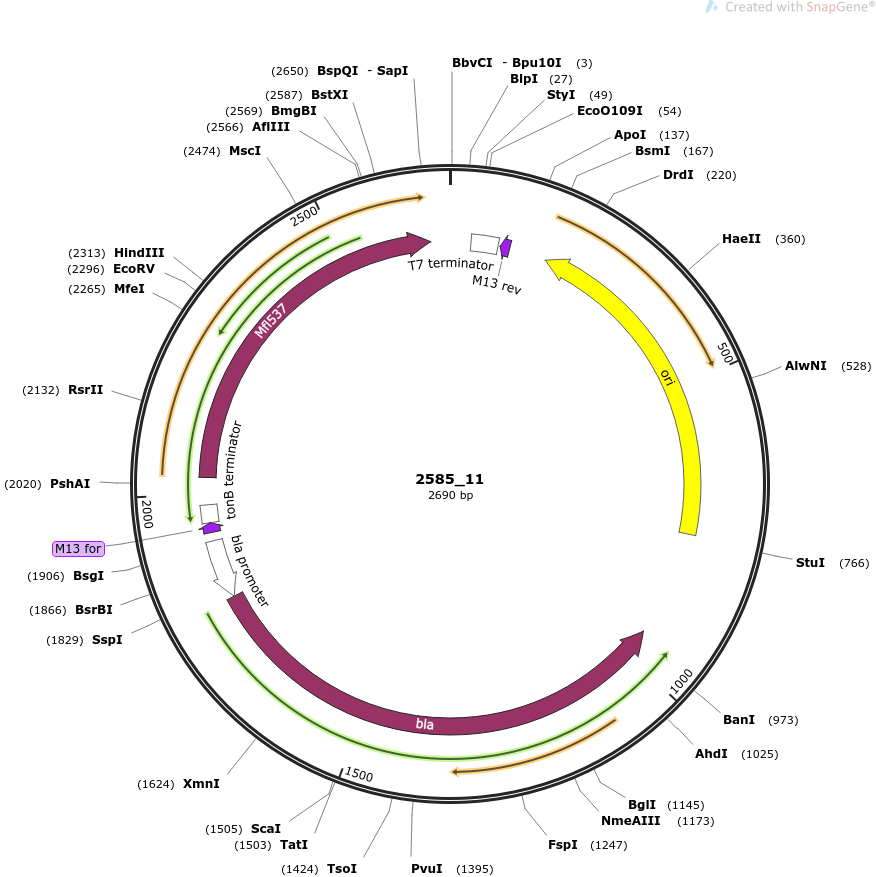 Created with SnapGene®
(2650) BspQI - SapI
BbvCI - Bpu10I (3)
BlpI (27)
(2587) BstXI
StyI (49)
(2569) BmgBI
EcoO109I (54)
(2566) AflIII
ApoI (137)
(2474) MscI
BsmI (167)
DrdI (220)
2500
(2313) HindIII
HaeII (360)
(2296) EcoRV
T7 terminator
(2265) MfeI
M13 rev
Mfl537
500
AlwNI (528)
ori
(2132) RsrII
tonB terminator
2585_11
(2020) PshAI
2690 bp
2000
M13 for
bla promoter
StuI (766)
(1906) BsgI
(1866) BsrBI
(1829) SspI
1000
BanI (973)
bla
AhdI (1025)
1500
(1624) XmnI
BglI (1145)
NmeAIII (1173)
(1505) ScaI
(1503) TatI
FspI (1247)
(1424) TsoI
PvuI (1395)